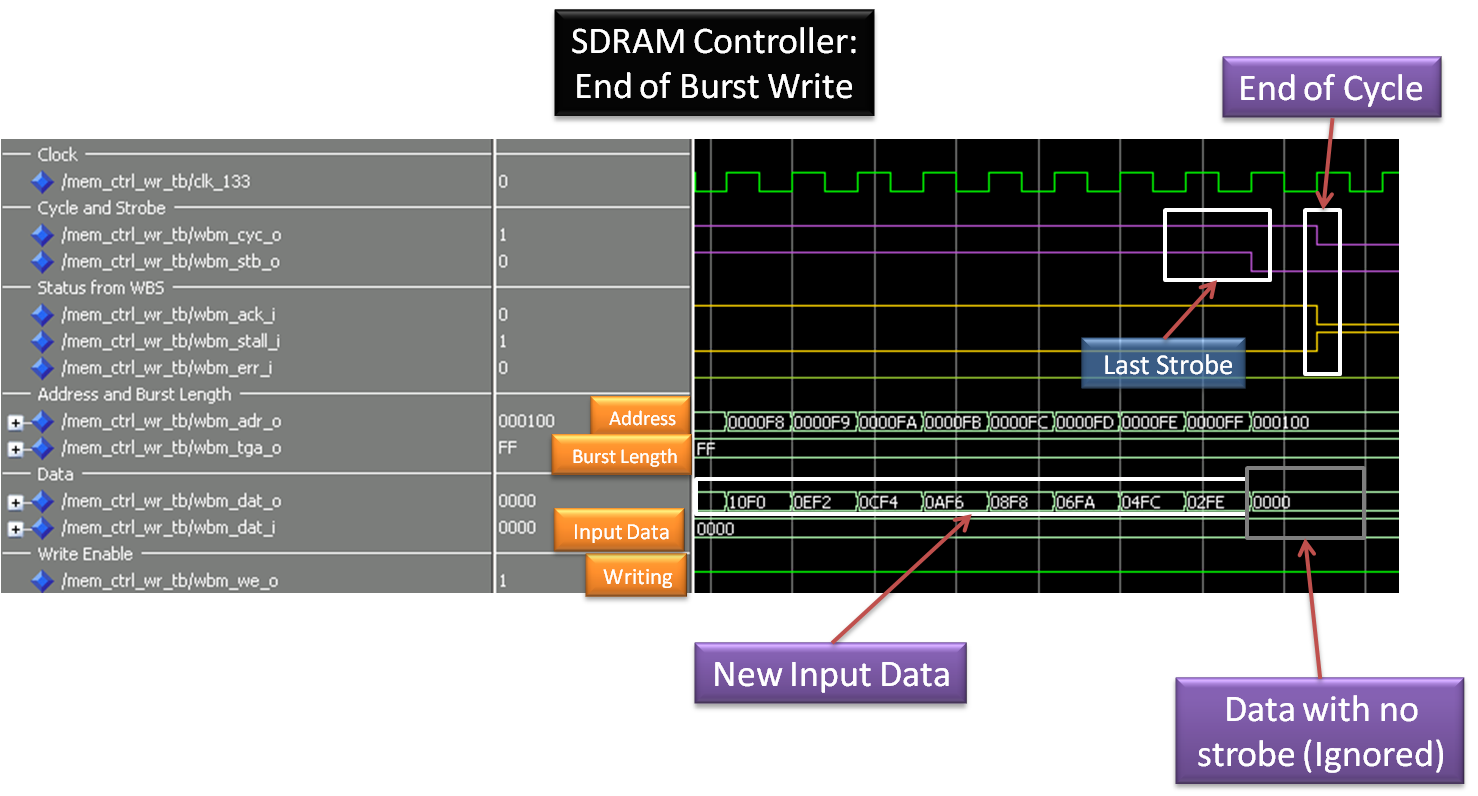 SDRAM Controller:
End of Burst Write
End of Cycle
Clock
/mem_ctrl_wr_tb/clk_133 0
Cycle and Strobe
/mem_ctrl_wr_tb/wbm_cyc_o 1
/mem_ctrl_wr_tb/wbm_stb_o 0
Status from WBS
/mem_ctrl_wr_tb/wbm_ack_i 0
/mem_ctrl_wr_tb/wbm_stall_i 1
/mem_ctrl_wr_tb/wbm_err_i 0
Last Strobe
Address and Burst Length
/mem_ctrl_wr_tb/wbm_adr_o 000100 Address 0000F8 0000F9 0000FA 0000FB 0000FC 0000FD 0000FE 0000FF 000100
/mem_ctrl_wr_tb/wbm_tga_o FF Burst Length FF
Data
/mem_ctrl_wr_tb/wbm_dat_o 0000 10F0 0EF2 0CF4 0AF6 08F8 06FA 04FC 02FE 0000
/mem_ctrl_wr_tb/wbm_dat_i 0000 Input Data 0000
Write Enable
/mem_ctrl_wr_tb/wbm_we_o 1 Writing
New Input Data
Data with no
strobe (Ignored)